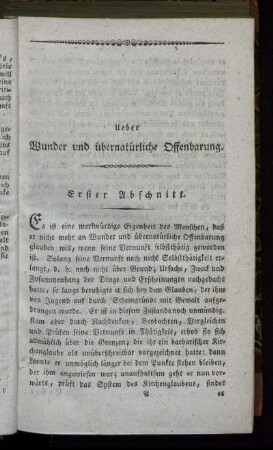 Ueber
Wunder und übernatürliche Offenbarung.
Erster Abschnitt.
Es ist eine merkwürdige Eigenheit des Menschen, daß
er nicht mehr an Wunder und übernatürliche Offenbarung
glauben will, wenn seine Vernunft selbstthätig geworden
ist. Solang seine Vernunft noch nicht Selbstthätigkeit er-
langt, d. h. noch nicht über Grund, Ursache, Zweck und
Zusammenhang der Dinge und Erscheinungen nachgedacht
hatte, so lange beruhigte er sich bey dem Glauben, der ihm
von Jugend auf durch Scheingründe mit Gewalt aufge-
drungen wurde. Er ist in diesem Zustande noch unmündig.
Kam aber durch Nachdenken, Beobachten, Vergleichen
und Prüfen seine Vernunft in Thätigkeit, erhob sie sich
allmählich über die Grenzen, die ihr ein barbarischer Kir-
chenglaube als unüberschreitbar vorgezeichnet hatte: dann
konnte er unmöglich länger bei dem Punkte stehen bleiben,
der ihm angewiesen war; unaufhaltsam geht er nun vor-
wärts, prüft das System des Kirchenglaubens, findet
A
es